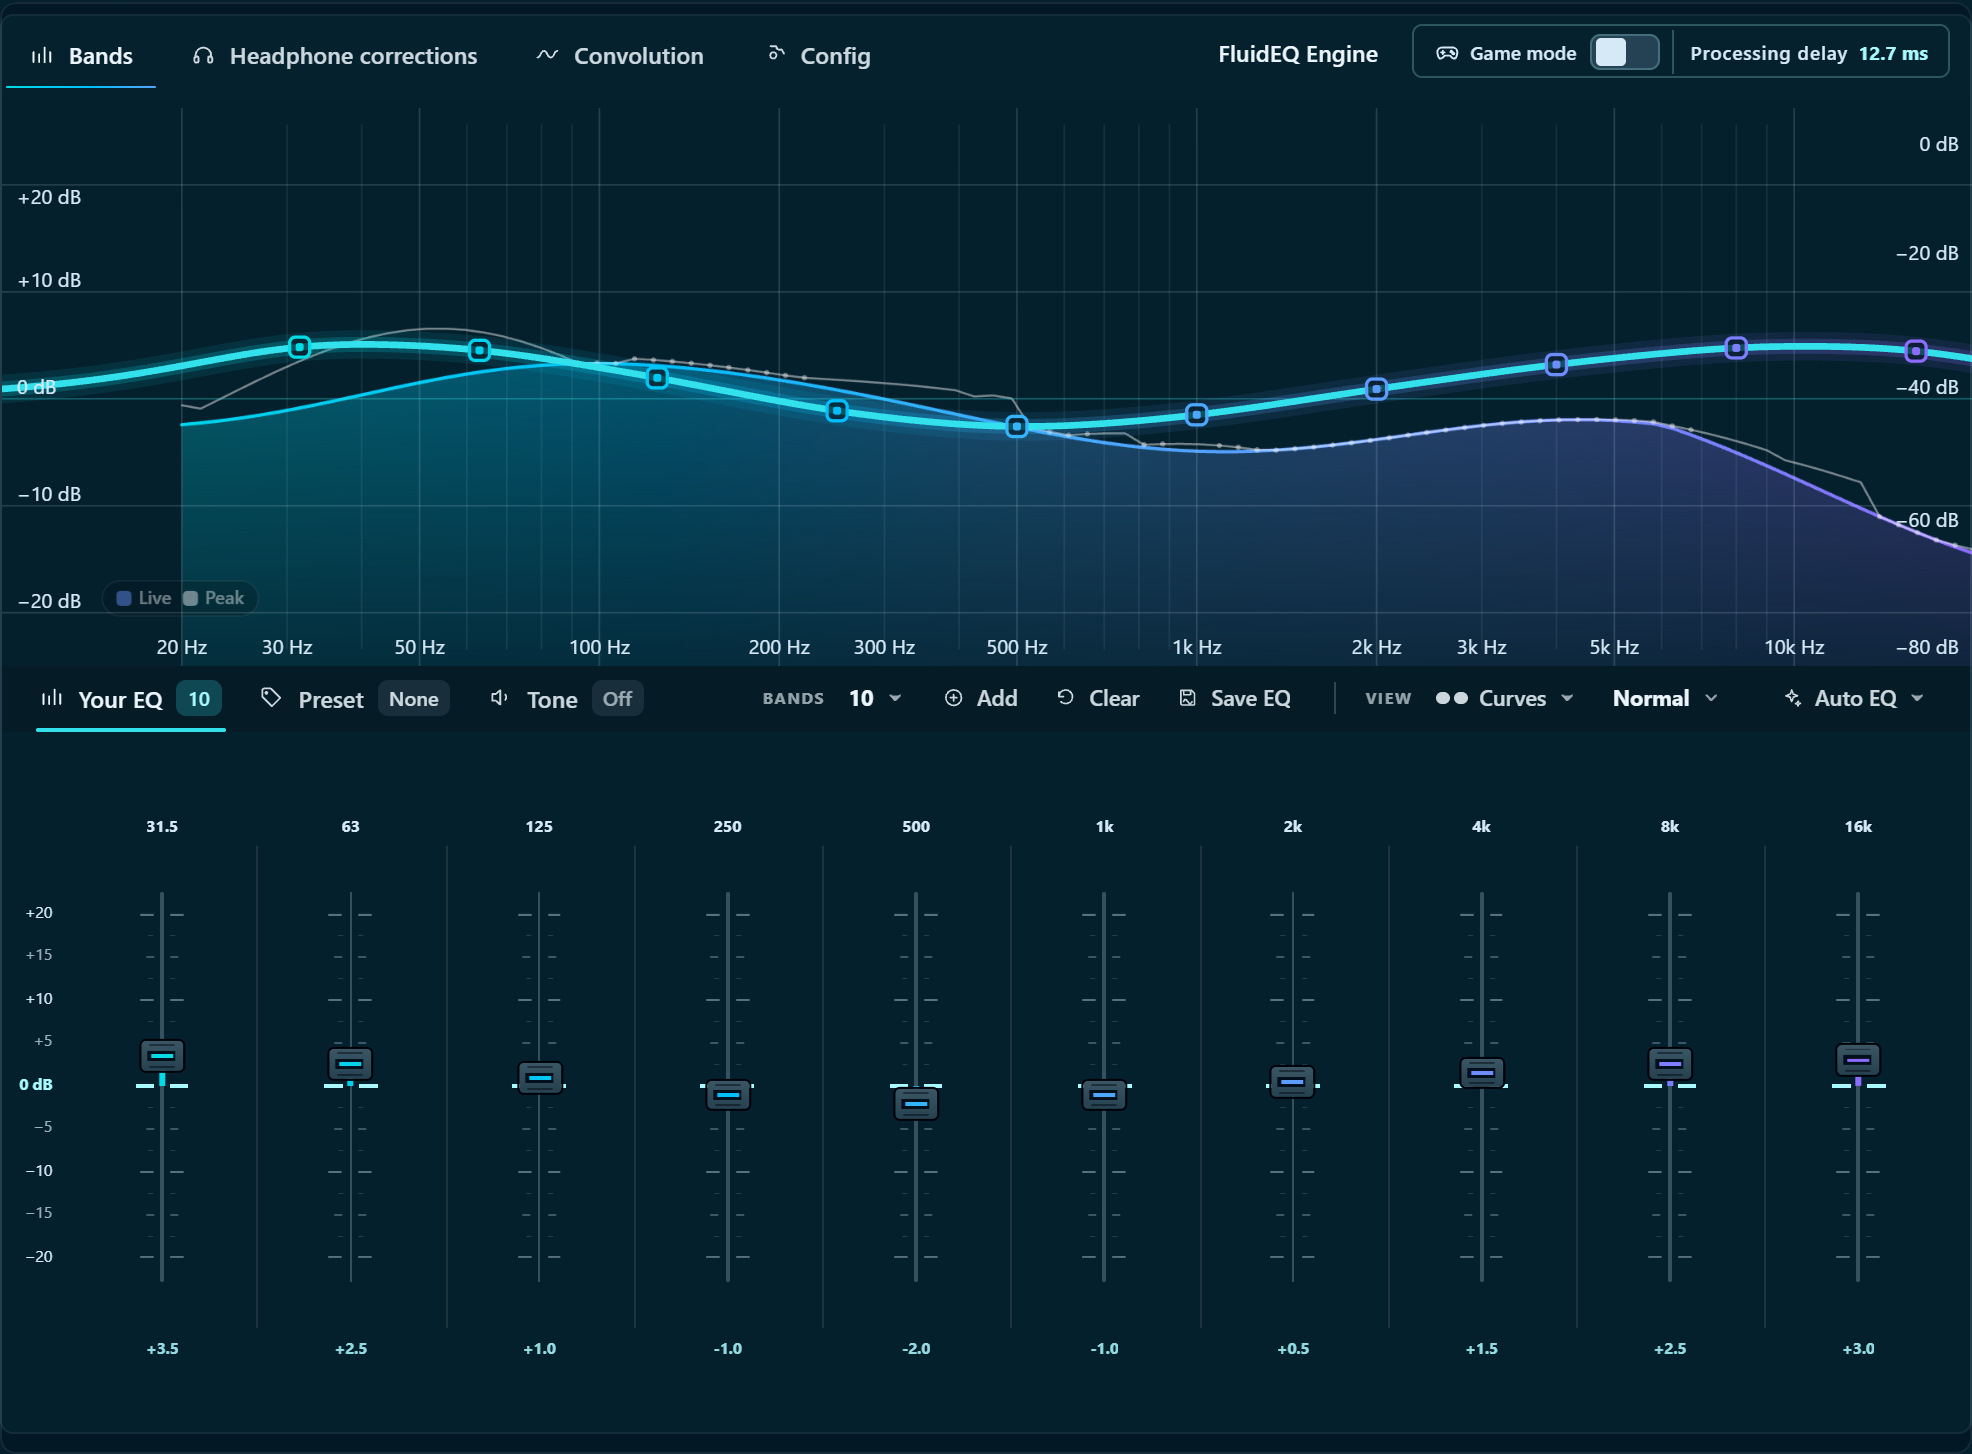 Bands Headphone corrections Convolution Config FluidEQ Engine Game mode Processing delay 12.7 ms
0 dB
+20 dB
−20 dB
+10 dB
0 dB −40 dB
−10 dB
−60 dB
−20 dB Live Peak
20 Hz 30 Hz 50 Hz 100 Hz 200 Hz 300 Hz 500 Hz 1k Hz 2k Hz 3k Hz 5k Hz 10k Hz −80 dB
Your EQ 10 Preset None Tone Off BANDS 10 Add Clear Save EQ VIEW Curves Normal Auto EQ
31.5 63 125 250 500 1k 2k 4k 8k 16k
+20
+15
+10
+5
0 dB
−5
−10
−15
−20
+3.5 +2.5 +1.0 -1.0 -2.0 -1.0 +0.5 +1.5 +2.5 +3.0